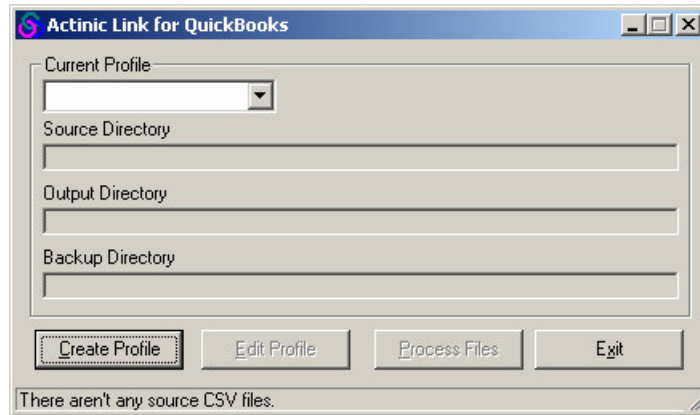 Actinic Link for QuickBooks
Current Profile
Source Directory
Output Directory
Backup Directory
Create Profile Edit Profile Process Files Exit
There aren't any source CSV files.